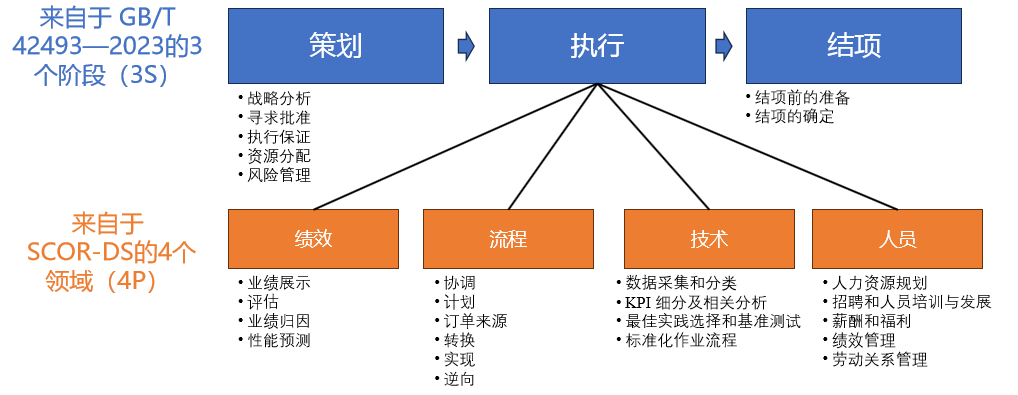 来自于 GB/T
42493—2023的3
个阶段（3S）
策划
执行
结项
• 战略分析
• 寻求批准
• 执行保证
• 资源分配
• 风险管理
• 结项前的准备
• 结项的确定
来自于
SCOR-DS的4个
领域（4P）
绩效
流程
技术
人员
• 业绩展示
• 评估
• 业绩归因
• 性能预测
• 协调
• 计划
• 订单来源
• 转换
• 实现
• 逆向
• 数据采集和分类
• KPI 细分及相关分析
• 最佳实践选择和基准测试
• 标准化作业流程
• 人力资源规划
• 招聘和人员培训与发展
• 薪酬和福利
• 绩效管理
• 劳动关系管理